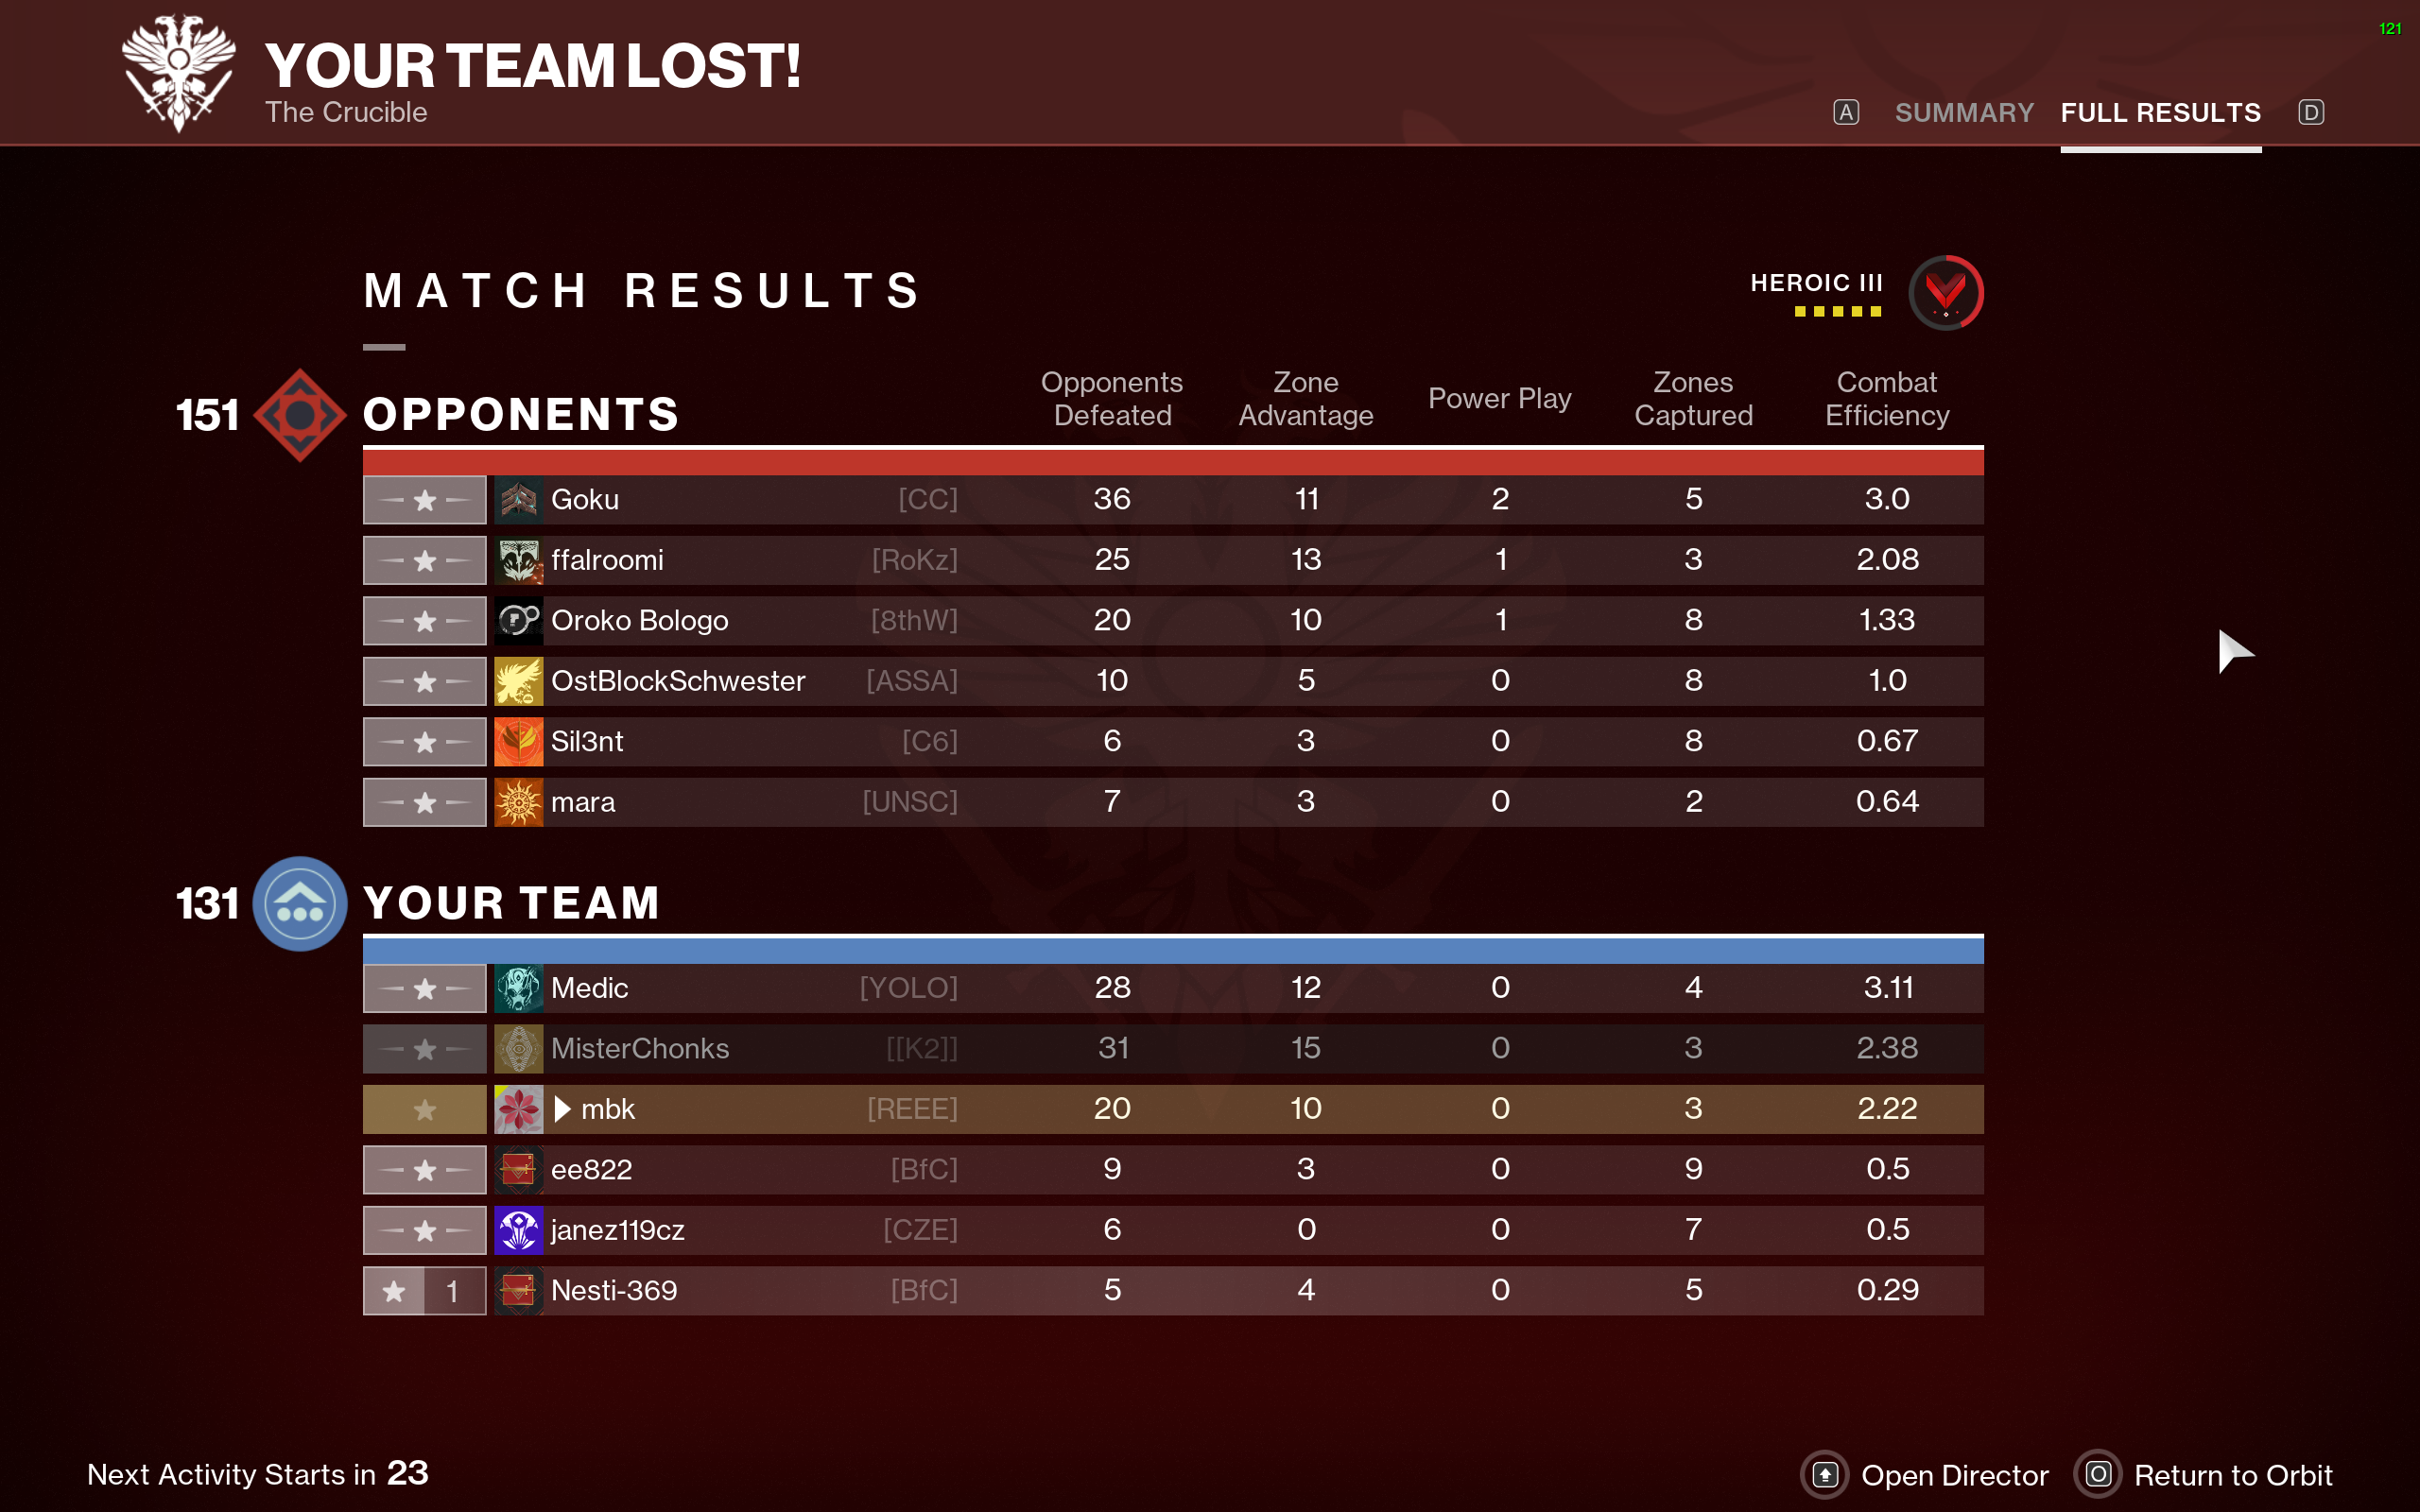 121
YOUR TEAM LOST!
The Crucible
A SUMMARY FULL RESULTS D
MATCH RESULTS
HEROIC III
151 OPPONENTS Opponents Defeated Zone Advantage Power Play Zones Captured Combat Efficiency
Goku [CC] 36 11 2 5 3.0
ffalroomi [RoKz] 25 13 1 3 2.08
Oroko Bologo [8thW] 20 10 1 8 1.33
OstBlockSchwester [ASSA] 10 5 0 8 1.0
Sil3nt [C6] 6 3 0 8 0.67
mara [UNSC] 7 3 0 2 0.64
131 YOUR TEAM
Medic [YOLO] 28 12 0 4 3.11
MisterChonks [[K2]] 31 15 0 3 2.38
mbk [REEE] 20 10 0 3 2.22
ee822 [BfC] 9 3 0 9 0.5
janez119cz [CZE] 6 0 0 7 0.5
1 Nesti-369 [BfC] 5 4 0 5 0.29
Next Activity Starts in 23
Open Director O Return to Orbit